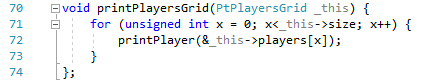 70 void printPlayersGrid(PtPlayersGrid _this) {
71 for (unsigned int x = 0; x<_this->size; x++) {
72 printPlayer(&_this->players[x]);
73 }
74 };